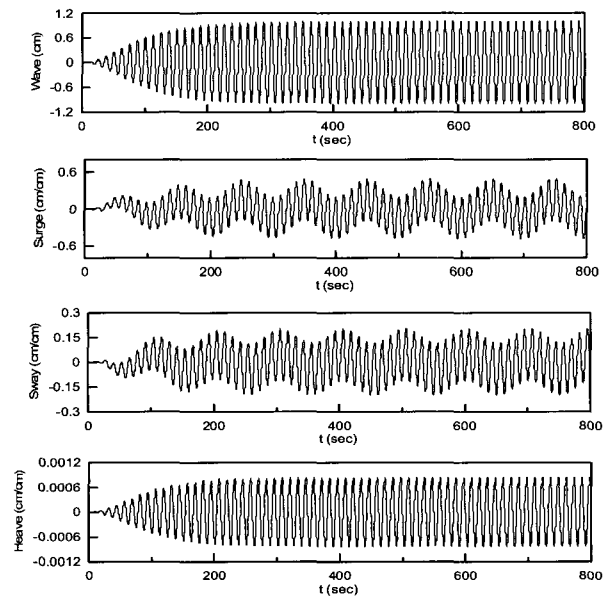 Wave (cm)
1.2
0.6
0
-0.6
-1.2
0 200 400 600 800
t (sec)
Surge (cm/cm)
0.6
0
-0.6
0 200 400 600 800
t (sec)
Sway (cm/cm)
0.3
0.15
0
-0.15
-0.3
0 200 400 600 800
t (sec)
Heave (cm/cm)
0.0012
0.0006
0
-0.0006
-0.0012
0 200 400 600 800
t (sec)